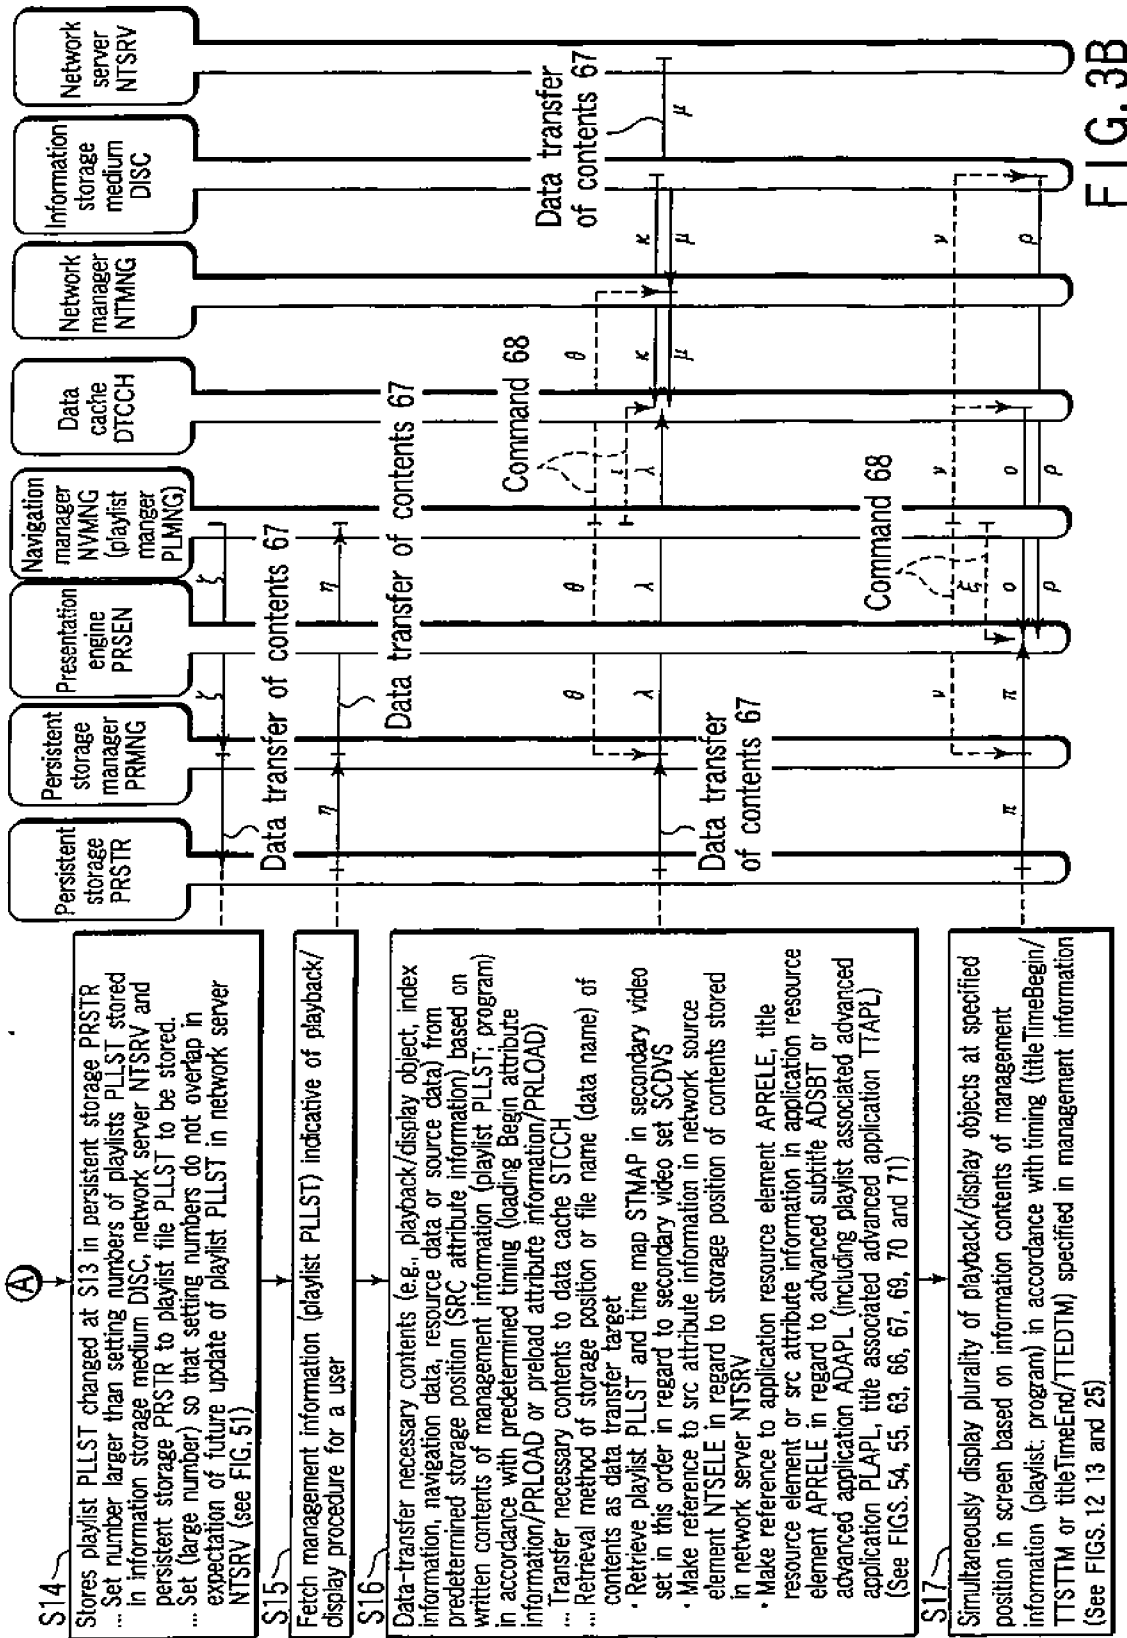 Persistent
storage
PRSTR
Persistent
storage
manager
PRMNG
Presentation
engine
PRSEN
Navigation
manager
NVMNG
(playlist
manger
PLMNG)
Data
cache
DTCCH
Network
manager
NTMNG
Information
storage
medium
DISC
Network
server
NTSRV
A
S14
Stores playlist PLLST changed at S13 in persistent storage PRSTR
... Set number larger than setting numbers of playlists PLLST stored
in information storage medium DISC, network server NTSRV and
persistent storage PRSTR to playlist file PLLST to be stored.
... Set (large number) so that setting numbers do not overlap in
expectation of future update of playlist PLLST in network server
NTSRV (see FIG. 51)
ζ
ζ
Data transfer of contents 67
S15
Fetch management information (playlist PLLST) indicative of playback/
display procedure for a user
η
η
Data transfer of contents 67
S16
Data-transfer necessary contents (e.g., playback/display object, index
information, navigation data, resource data or source data) from
predetermined storage position (SRC attribute information) based on
written contents of management information (playlist PLLST; program)
in accordance with predetermined timing (loading Begin attribute
information/PRLOAD or preload attribute information/PRLOAD)
... Transfer necessary contents to data cache STCCH
... Retrieval method of storage position or file name (data name) of
contents as data transfer target
• Retrieve playlist PLLST and time map STMAP in secondary video
set in this order in regard to secondary video set SCDVS
• Make reference to src attribute information in network source
element NTSELE in regard to storage position of contents stored
in network server NTSRV
• Make reference to application resource element APRELE, title
resource element or src attribute information in application resource
element APRELE in regard to advanced subtitle ADSBT or
advanced application ADAPL (including playlist associated advanced
application PLAPL, title associated advanced application TTAPL)
(See FIGS. 54, 55, 63, 66, 67, 69, 70 and 71)
Command 68
θ
θ
θ
ι
λ
λ
λ
κ
κ
μ
μ
μ
Data transfer
of contents 67
Data transfer
of contents 67
S17
Simultaneously display plurality of playback/display objects at specified
position in screen based on information contents of management
information (playlist; program) in accordance with timing (titleTimeBegin/
TTSTTM or titleTimeEnd/TTEDTM) specified in management information
(See FIGS. 12 13 and 25)
Command 68
ν
ν
ν
ξ
ο
ο
π
π
ρ
ρ
ρ
FIG. 3B